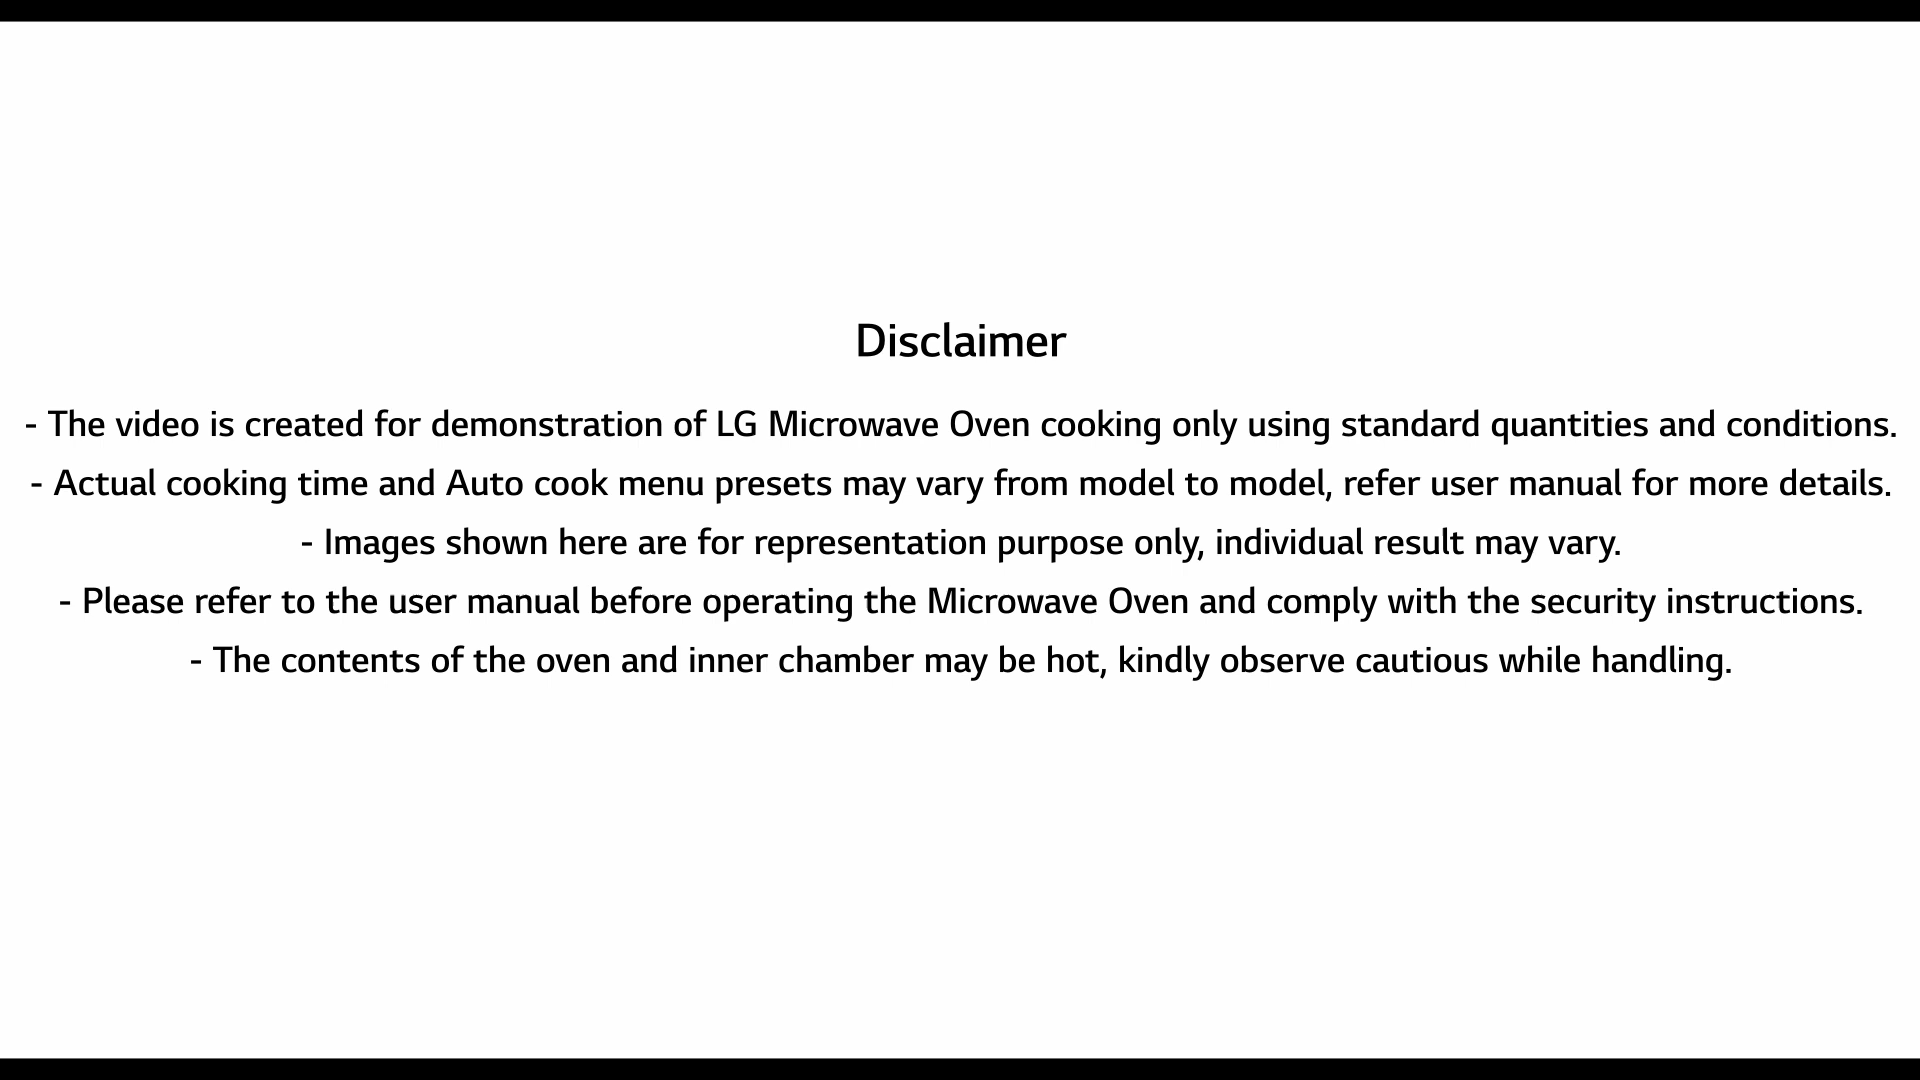 Disclaimer
- The video is created for demonstration of LG Microwave Oven cooking only using standard quantities and conditions.
- Actual cooking time and Auto cook menu presets may vary from model to model, refer user manual for more details.
- Images shown here are for representation purpose only, individual result may vary.
- Please refer to the user manual before operating the Microwave Oven and comply with the security instructions.
- The contents of the oven and inner chamber may be hot, kindly observe cautious while handling.